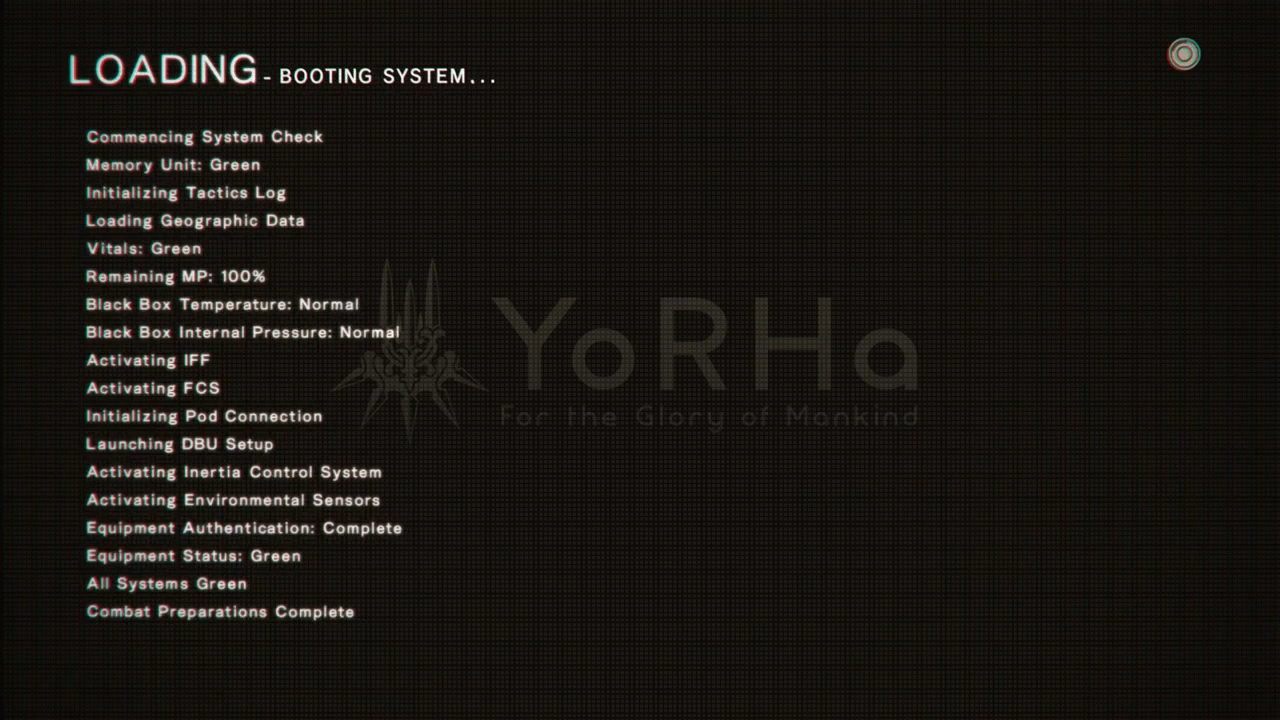 LOADING - BOOTING SYSTEM...
Commencing System Check
Memory Unit: Green
Initializing Tactics Log
Loading Geographic Data
Vitals: Green
Remaining MP: 100%
Black Box Temperature: Normal
Black Box Internal Pressure: Normal
Activating IFF
Activating FCS
Initializing Pod Connection
Launching DBU Setup
Activating Inertia Control System
Activating Environmental Sensors
Equipment Authentication: Complete
Equipment Status: Green
All Systems Green
Combat Preparations Complete
YoRHa
For the Glory of Mankind